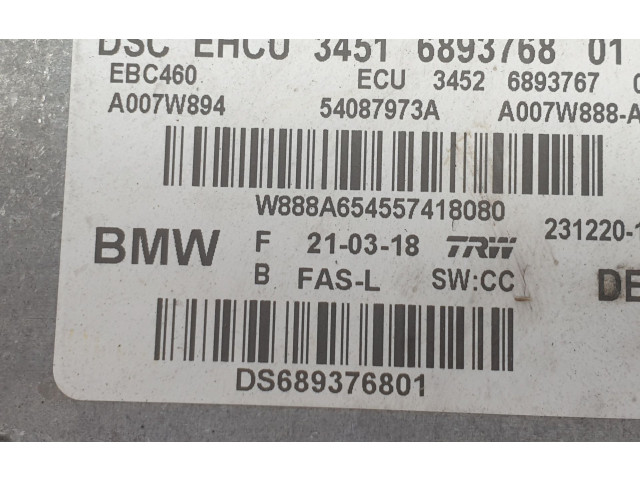 DSC EHCU 3451 6893768 01
EBC460 ECU 3452 6893767
A007W894 54087973A A007W888-A
W888A654557418080
BMW F 21-03-18 TRW 231220-1
B FAS-L SW:CC DE
DS689376801